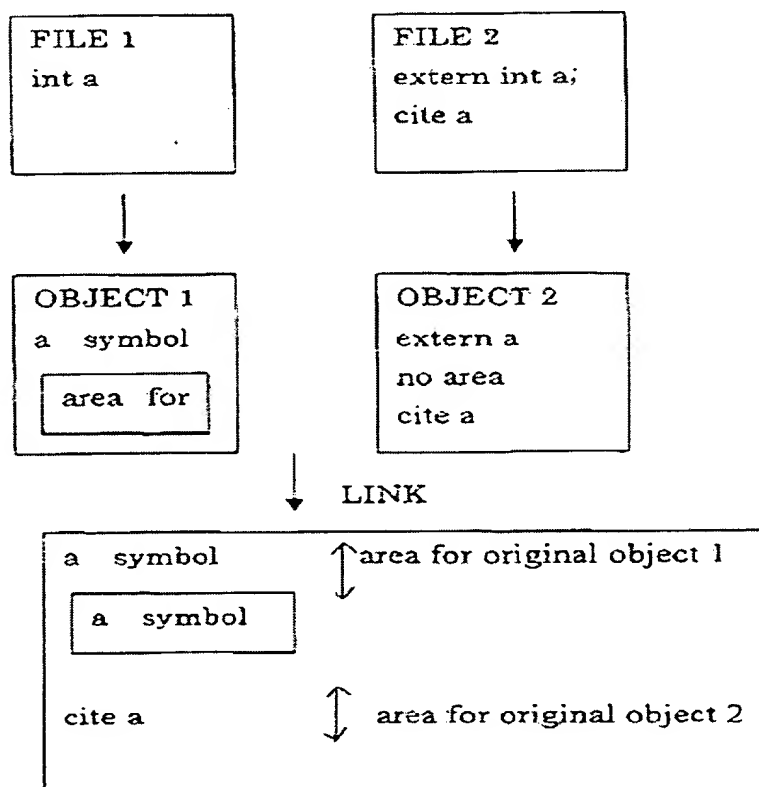 FILE 1
int a
FILE 2
extern int a;
cite a
OBJECT 1
a symbol
area for
OBJECT 2
extern a
no area
cite a
LINK
a symbol
area for original object 1
a symbol
cite a
area for original object 2